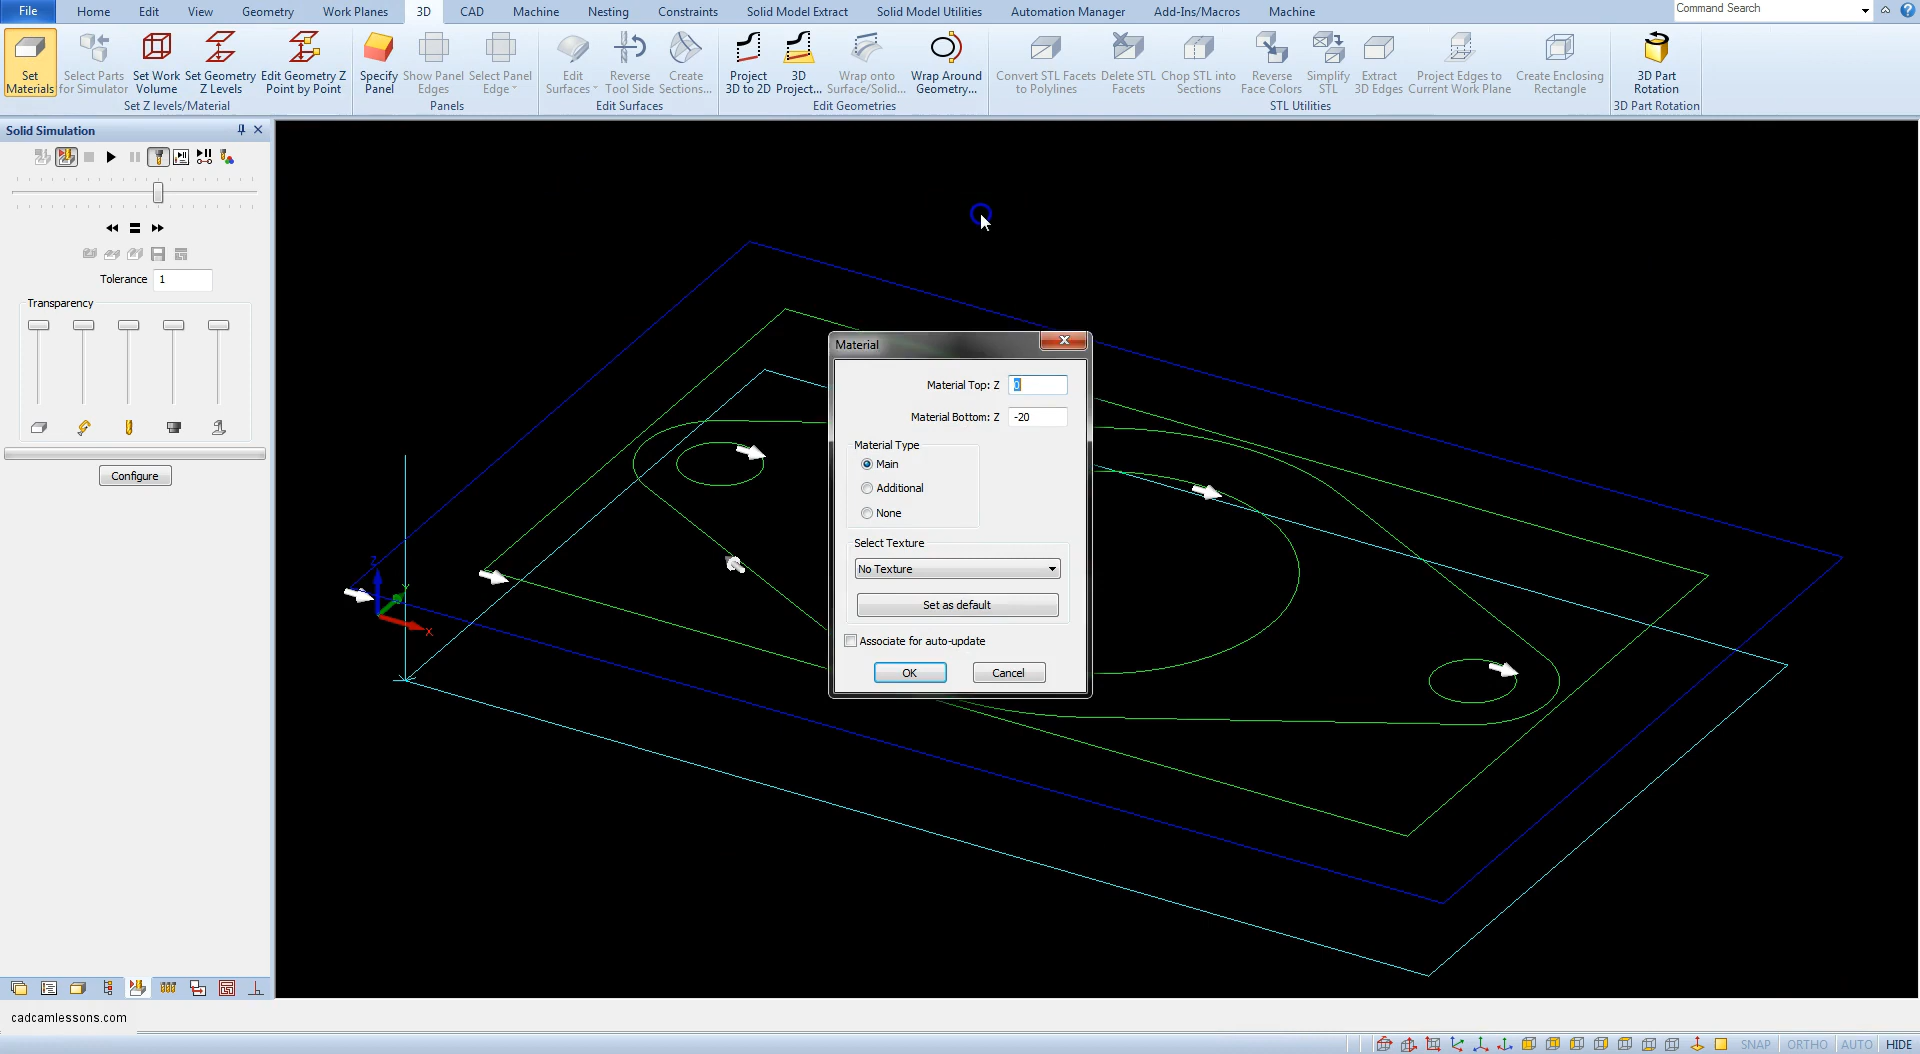 File Home Edit View Geometry Work Planes 3D CAD Machine Nesting Constraints Solid Model Extract Solid Model Utilities Automation Manager Add-Ins/Macros Machine Command Search
Set Materials
Select Parts for Simulator
Set Work Volume
Set Geometry Z Levels
Edit Geometry Z Point by Point
Specify Panel
Show Panel Edges
Select Panel Edge
Edit Surfaces
Reverse Tool Side
Create Sections...
Project 3D to 2D
3D Project...
Wrap onto Surface/Solid...
Wrap Around Geometry...
Convert STL Facets to Polylines
Delete STL Facets
Chop STL into Sections
Reverse Face Colors
Simplify STL
Extract 3D Edges
Project Edges to Current Work Plane
Create Enclosing Rectangle
3D Part Rotation
Set Z levels/Material Panels Edit Surfaces Edit Geometries STL Utilities 3D Part Rotation
Solid Simulation
Tolerance 1
Transparency
Configure
Material
Material Top: Z 0
Material Bottom: Z -20
Material Type
Main
Additional
None
Select Texture
No Texture
Set as default
Associate for auto-update
OK Cancel
Z
Y
X
cadcamlessons.com
SNAP ORTHO AUTO HIDE